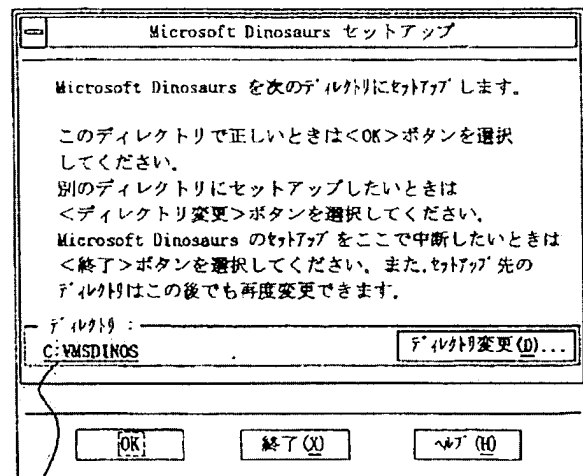 Microsoft Dinosaurs セットアップ
Microsoft Dinosaurs を次のﾃﾞｨﾚｸﾄﾘにｾｯﾄｱｯﾌﾟします。
このディレクトリで正しいときは<OK>ボタンを選択
してください。
別のディレクトリにセットアップしたいときは
<ディレクトリ変更>ボタンを選択してください。
Microsoft Dinosaurs のｾｯﾄｱｯﾌﾟをここで中断したいときは
<終了>ボタンを選択してください。また,ｾｯﾄｱｯﾌﾟ先の
ﾃﾞｨﾚｸﾄﾘはこの後でも再度変更できます。
ﾃﾞｨﾚｸﾄﾘ:
C:¥MSDINOS
ﾃﾞｨﾚｸﾄﾘ変更(D)...
OK
終了(X)
ﾍﾙﾌﾟ(H)